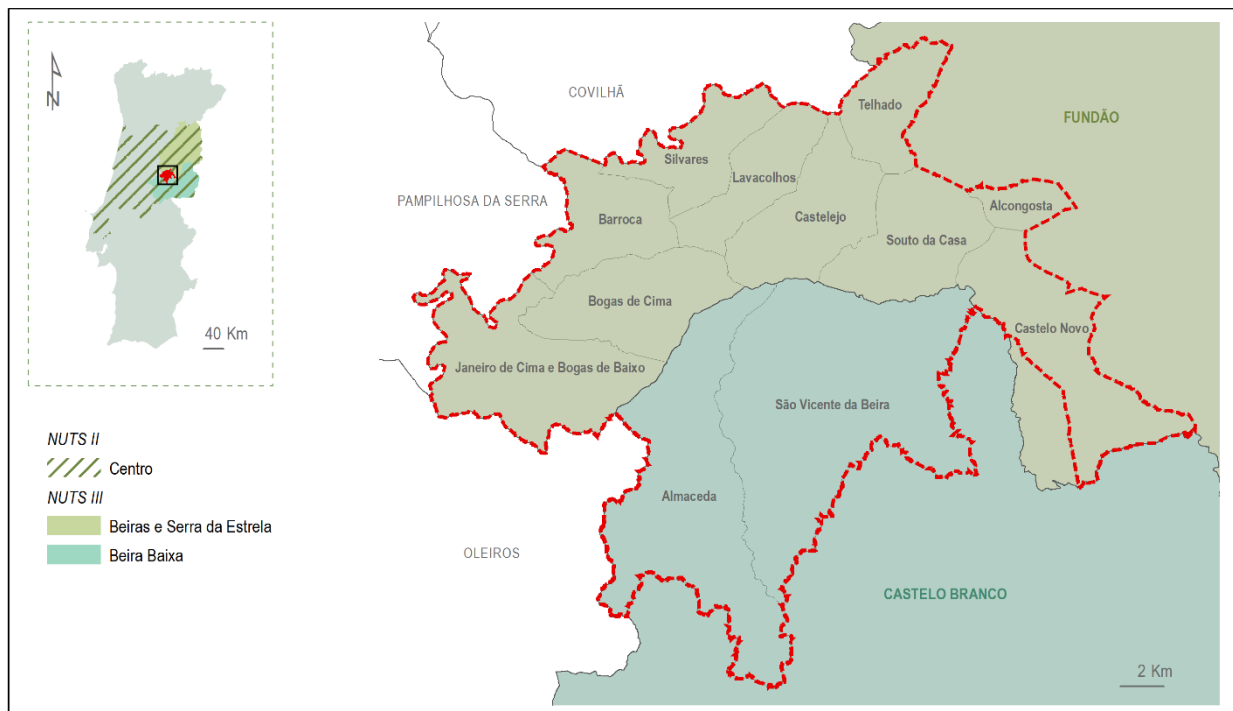 N
40 Km
NUTS II
Centro
NUTS III
Beiras e Serra da Estrela
Beira Baixa
COVILHÃ
Telhado
FUNDÃO
Silvares
Lavacolhos
PAMPILHOSA DA SERRA
Alcongosta
Barroca
Castelejo
Souto da Casa
Bogas de Cima
Castelo Novo
Janeiro de Cima e Bogas de Baixo
São Vicente da Beira
Almaceda
OLEIROS
CASTELO BRANCO
2 Km